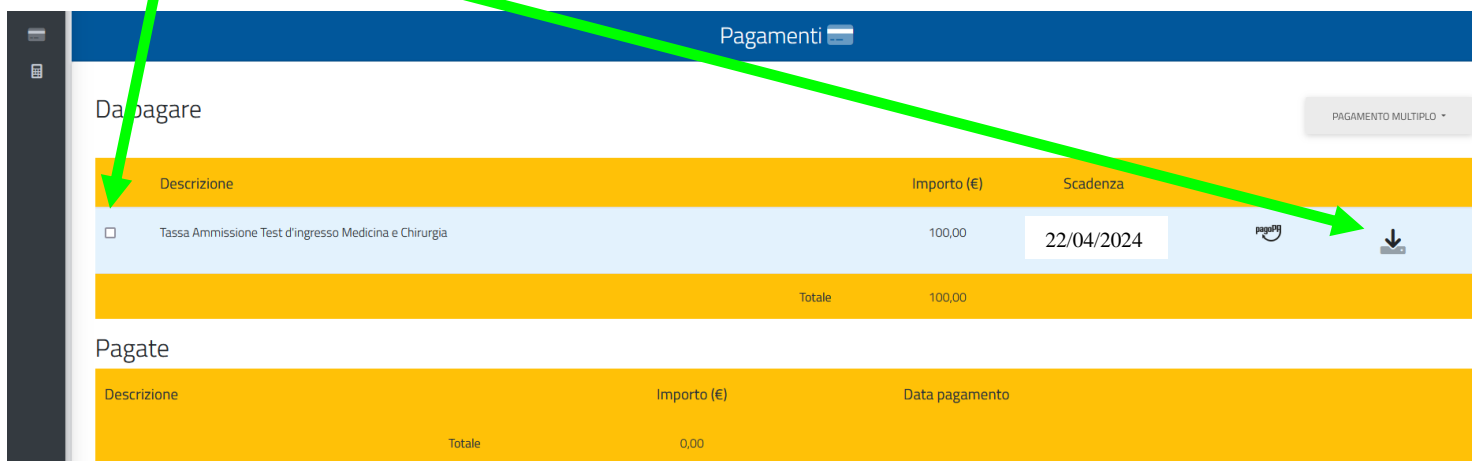 Pagamenti
Da pagare
PAGAMENTO MULTIPLO
Descrizione Importo (€) Scadenza
Tassa Ammissione Test d'ingresso Medicina e Chirurgia 100,00 22/04/2024 pagoPA
Totale 100,00
Pagate
Descrizione Importo (€) Data pagamento
Totale 0,00